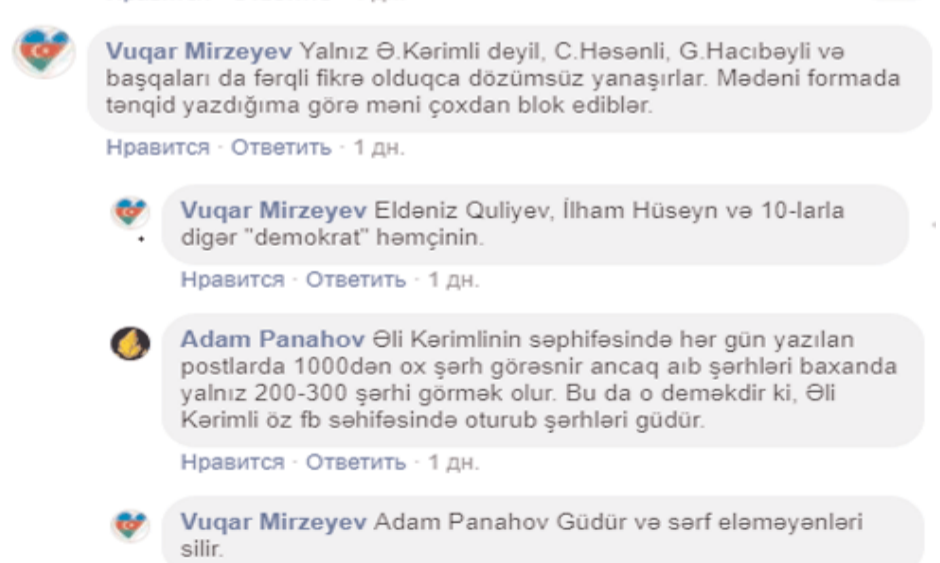 Vuqar Mirzeyev Yalnız Ə.Kərimli deyil, C.Həsənli, G.Hacıbəyli və
başqaları da fərqli fikrə olduqca dözümsüz yanaşırlar. Mədəni formada
tənqid yazdığıma görə məni çoxdan blok ediblər.
Нравится · Ответить · 1 дн.
Vuqar Mirzeyev Eldəniz Quliyev, İlham Hüseyn və 10-larla
digər "demokrat" həmçinin.
Нравится · Ответить · 1 дн.
Adam Panahov Əli Kərimlinin səphifəsində hər gün yazılan
postlarda 1000dən ox şərh görəsnir ancaq aıb şərhləri baxanda
yalnız 200-300 şərhi görmək olur. Bu da o deməkdir ki, Əli
Kərimli öz fb səhifəsində oturub şərhləri güdür.
Нравится · Ответить · 1 дн.
Vuqar Mirzeyev Adam Panahov Güdür və sərf eləməyənləri
silir.